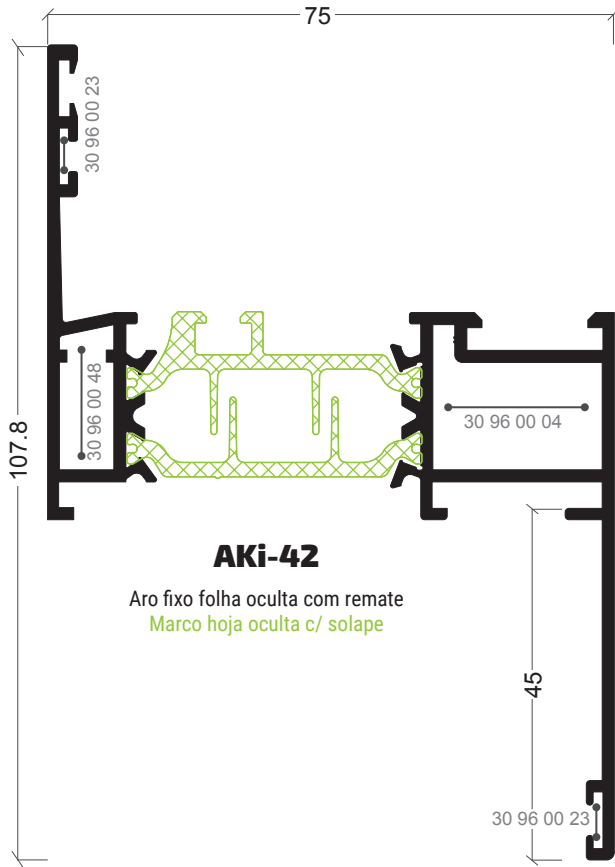 75
30 96 00 23
107.8
30 96 00 48
30 96 00 04
AKi-42
Aro fixo folha oculta com remate
Marco hoja oculta c/ solape
45
30 96 00 23